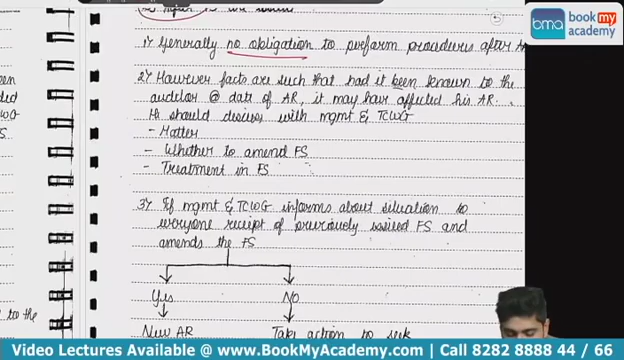 book my
bma academy
1) Generally no obligation to preform procedures after
2) However facts are such that had it been known to the
auditor @ date of AR, it may have affected his AR.
He should discuss with mgmt & TCWG
- Matter
- Whether to amend FS
- Treatment in FS
3) If mgmt & TCWG informs about situation to
everyone receipt of previously issued FS and
amends the FS
Yes No
New AR Take action to seek
to the
Video Lectures Available @ www.BookMyAcademy.com | Call 8282 8888 44 / 66